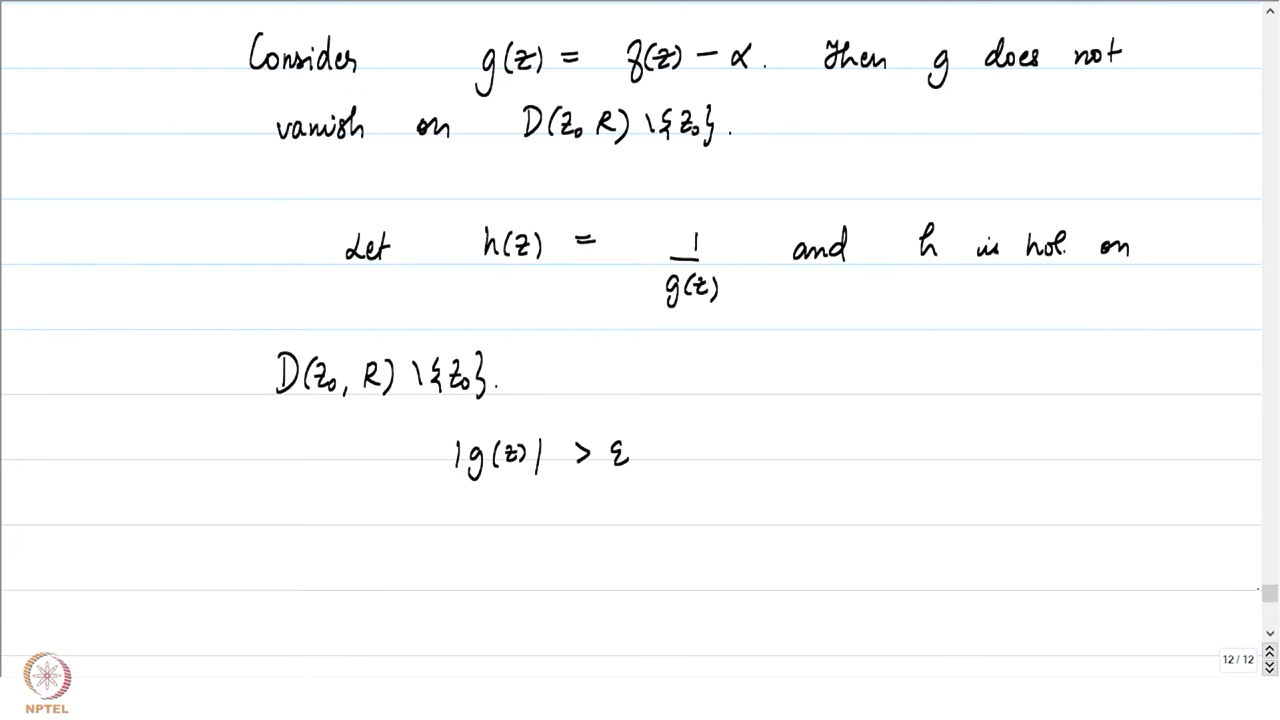 Consider g(z) = f(z) - α. Then g does not
vanish on D(z₀ R) \ {z₀}.
Let h(z) = 1/g(z) and h is hol. on
D(z₀, R) \ {z₀}.
|g(z)| > ε
12 / 12
NPTEL